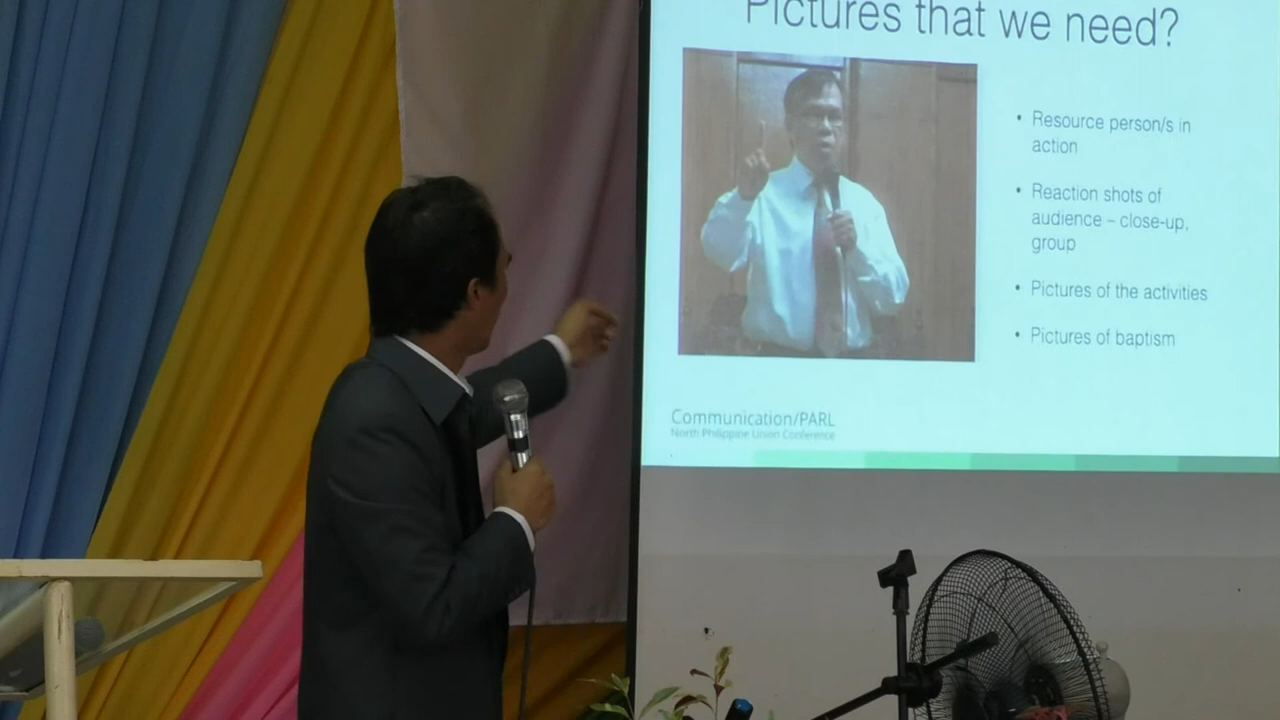 Pictures that we need?
• Resource person/s in
action
• Reaction shots of
audience – close-up,
group
• Pictures of the activities
• Pictures of baptism
Communication/PARL
North Philippine Union Conference